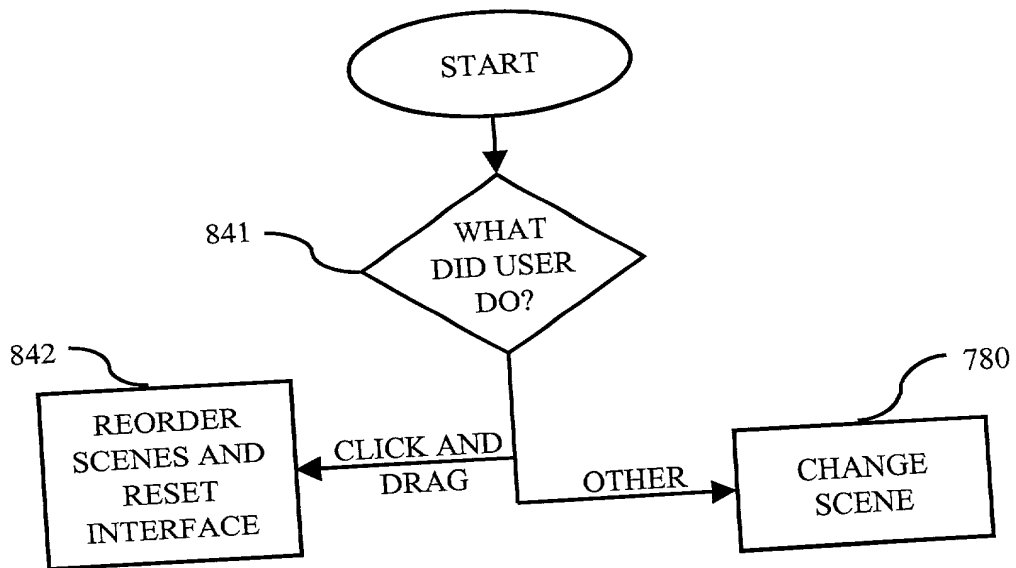 START
841
WHAT
DID USER
DO?
842
780
REORDER
SCENES AND
RESET
INTERFACE
CLICK AND
DRAG
OTHER
CHANGE
SCENE